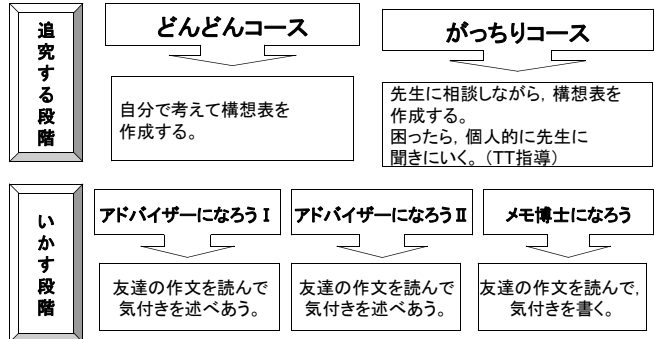 追究する段階
どんどんコース
がっちりコース
自分で考えて構想表を
作成する。
先生に相談しながら,構想表を
作成する。
困ったら,個人的に先生に
聞きにいく。(TT指導)
いかす段階
アドバイザーになろうⅠ
アドバイザーになろうⅡ
メモ博士になろう
友達の作文を読んで
気付きを述べあう。
友達の作文を読んで
気付きを述べあう。
友達の作文を読んで,
気付きを書く。